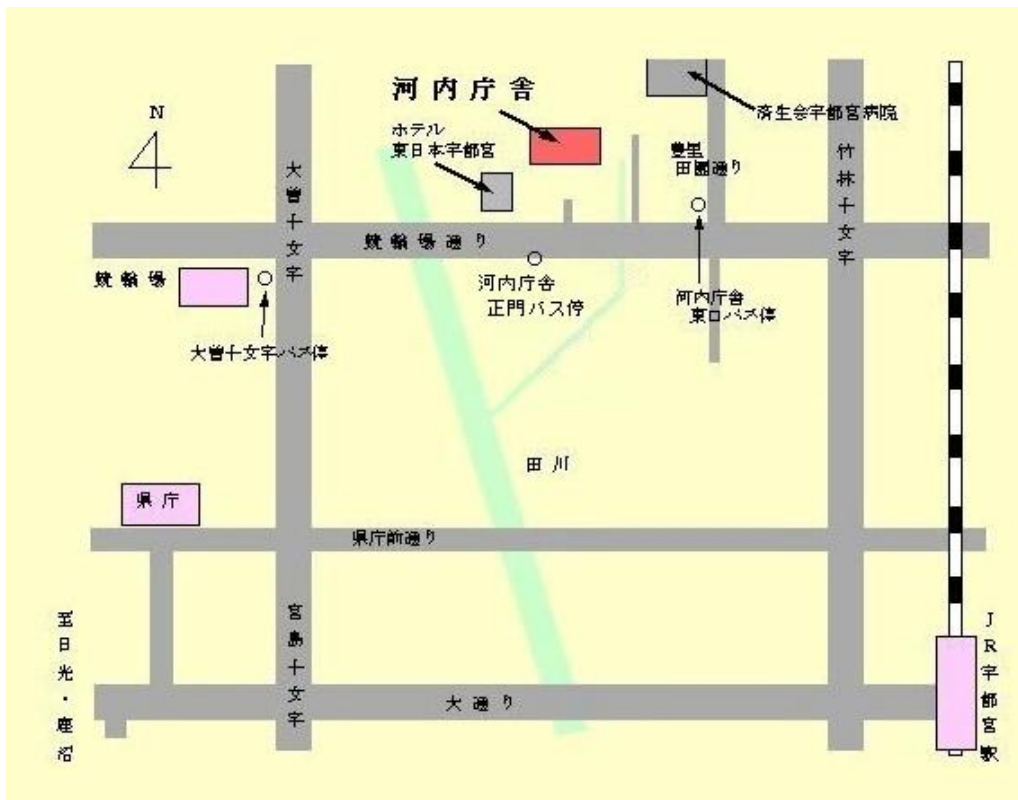 河内庁舎
N
ホテル
東日本宇都宮
済生会宇都宮病院
豊里
田園通り
竹林十文字
大曽十文字
競輪場通り
競輪場
河内庁舎
正門バス停
河内庁舎
東口バス停
大曽十文字バス停
田川
県庁
県庁前通り
宮島十文字
至日光・鹿沼
大通り
JR宇都宮駅